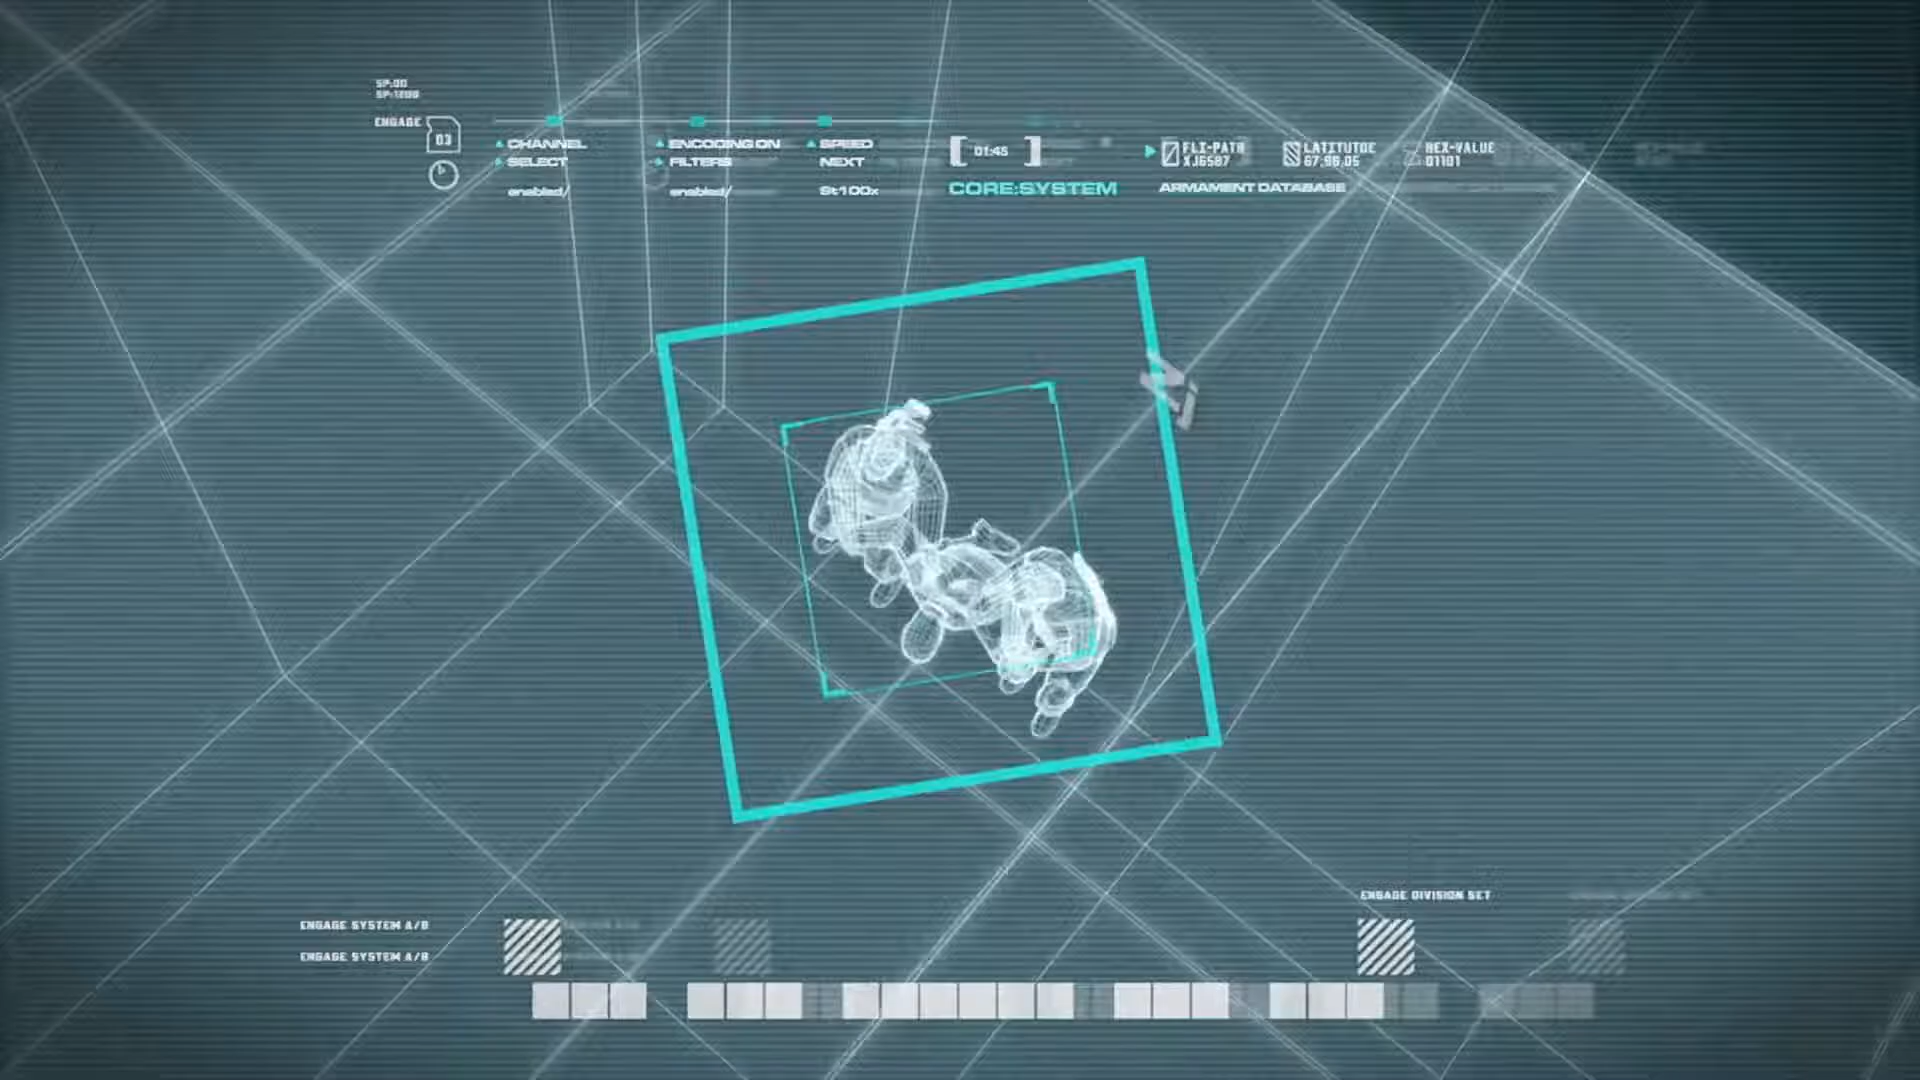 SP:00
SP:1200
ENGAGE 03
CHANNEL
SELECT
enabled/
ENCODING ON
FILTERS
enabled/
SPEED
NEXT
St100x
01:45
CORE:SYSTEM
FLI-PATH
XJ6587
LATITUTDE
67,96,05
HEX-VALUE
01101
ARMAMENT DATABASE
ENGAGE DIVISION SET
ENGAGE SYSTEM A/B
ENGAGE SYSTEM A/B